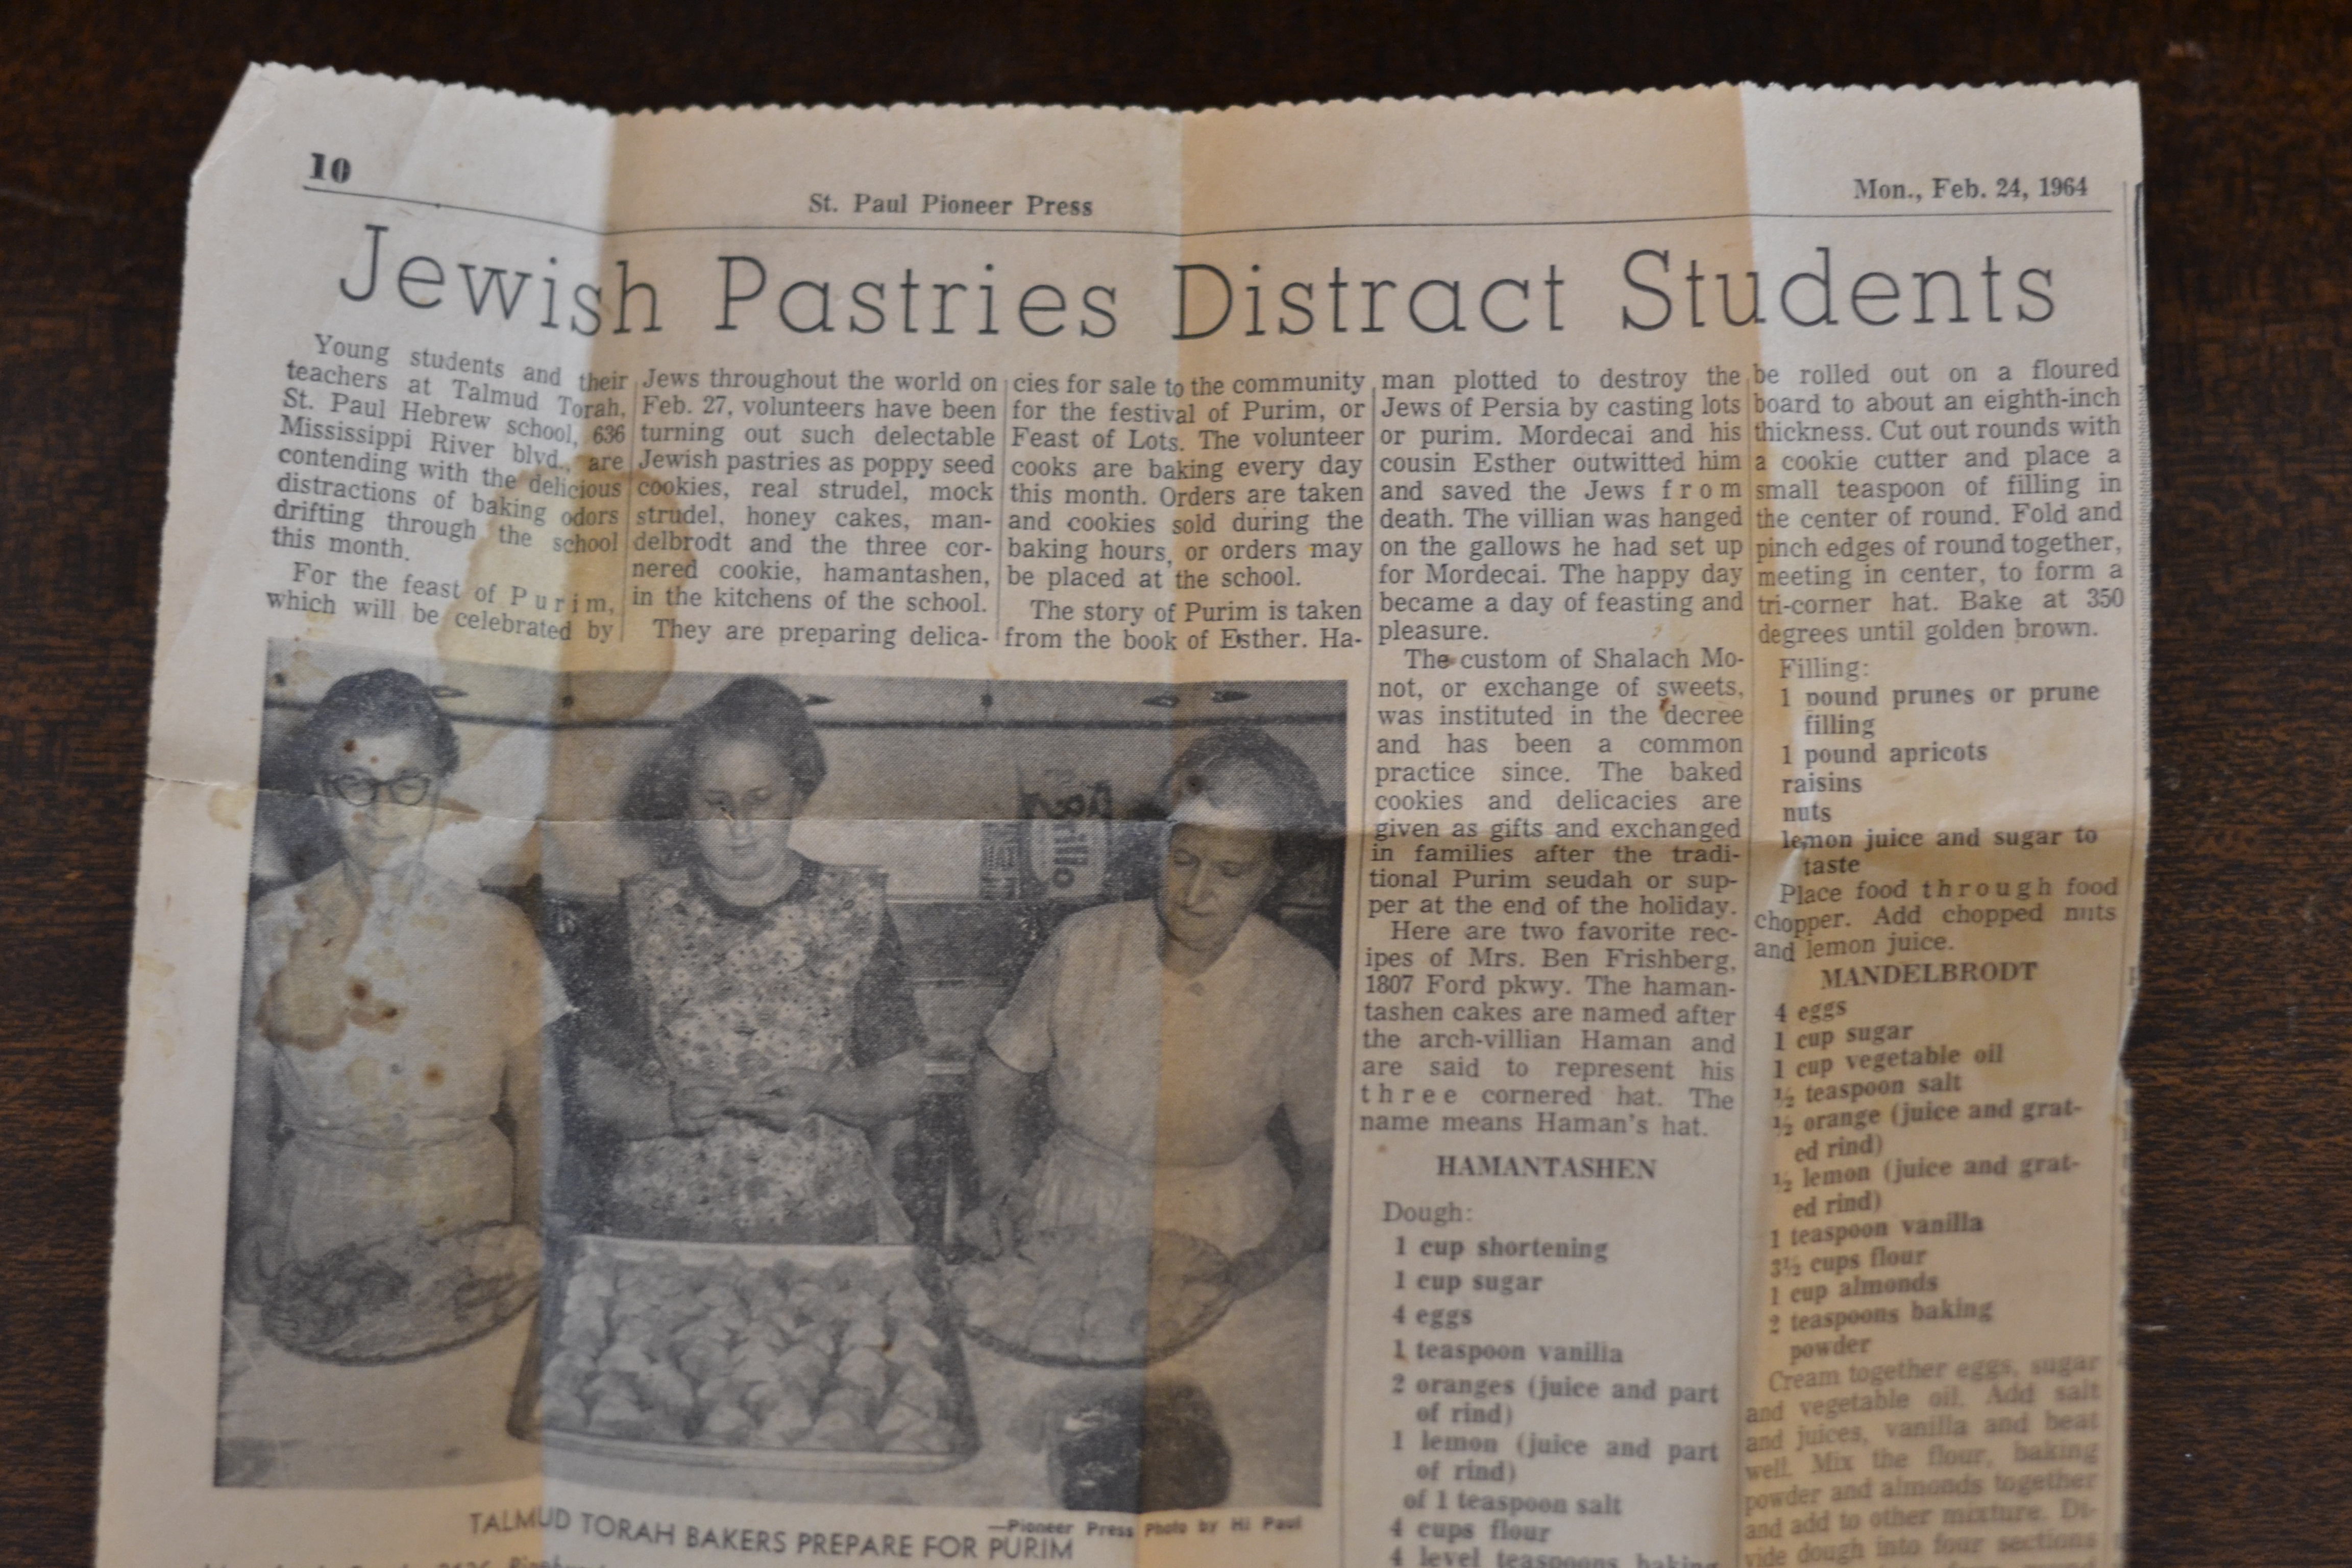 10
St. Paul Pioneer Press
Mon., Feb. 24, 1964
Jewish Pastries Distract Students
Young students and their
teachers at Talmud Torah,
St. Paul Hebrew school, 636
Mississippi River blvd., are
contending with the delicious
distractions of baking odors
drifting through the school
this month.
For the feast of Purim,
which will be celebrated by
Jews throughout the world on
Feb. 27, volunteers have been
turning out such delectable
Jewish pastries as poppy seed
cookies, real strudel, mock
strudel, honey cakes, man-
delbrodt and the three cor-
nered cookie, hamantashen,
in the kitchens of the school.
They are preparing delica-
cies for sale to the community
for the festival of Purim, or
Feast of Lots. The volunteer
cooks are baking every day
this month. Orders are taken
and cookies sold during the
baking hours, or orders may
be placed at the school.
The story of Purim is taken
from the book of Esther. Ha-
man plotted to destroy the
Jews of Persia by casting lots
or purim. Mordecai and his
cousin Esther outwitted him
and saved the Jews from
death. The villian was hanged
on the gallows he had set up
for Mordecai. The happy day
became a day of feasting and
pleasure.
The custom of Shalach Mo-
not, or exchange of sweets,
was instituted in the decree
and has been a common
practice since. The baked
cookies and delicacies are
given as gifts and exchanged
in families after the tradi-
tional Purim seudah or sup-
per at the end of the holiday.
Here are two favorite rec-
ipes of Mrs. Ben Frishberg,
1807 Ford pkwy. The haman-
tashen cakes are named after
the arch-villian Haman and
are said to represent his
three cornered hat. The
name means Haman's hat.
HAMANTASHEN
Dough:
1 cup shortening
1 cup sugar
4 eggs
1 teaspoon vanilla
2 oranges (juice and part
of rind)
1 lemon (juice and part
of rind)
of 1 teaspoon salt
4 cups flour
4 level teaspoons baking
be rolled out on a floured
board to about an eighth-inch
thickness. Cut out rounds with
a cookie cutter and place a
small teaspoon of filling in
the center of round. Fold and
pinch edges of round together,
meeting in center, to form a
tri-corner hat. Bake at 350
degrees until golden brown.
Filling:
1 pound prunes or prune
filling
1 pound apricots
raisins
nuts
lemon juice and sugar to
taste
Place food through food
chopper. Add chopped nuts
and lemon juice.
MANDELBRODT
4 eggs
1 cup sugar
1 cup vegetable oil
½ teaspoon salt
½ orange (juice and grat-
ed rind)
½ lemon (juice and grat-
ed rind)
1 teaspoon vanilla
3½ cups flour
1 cup almonds
2 teaspoons baking
powder
Cream together eggs, sugar
and vegetable oil. Add salt
and juices, vanilla and beat
well. Mix the flour, baking
powder and almonds together
and add to other mixture. Di-
vide dough into four sections
—Pioneer Press Photo by Hi Paul
TALMUD TORAH BAKERS PREPARE FOR PURIM